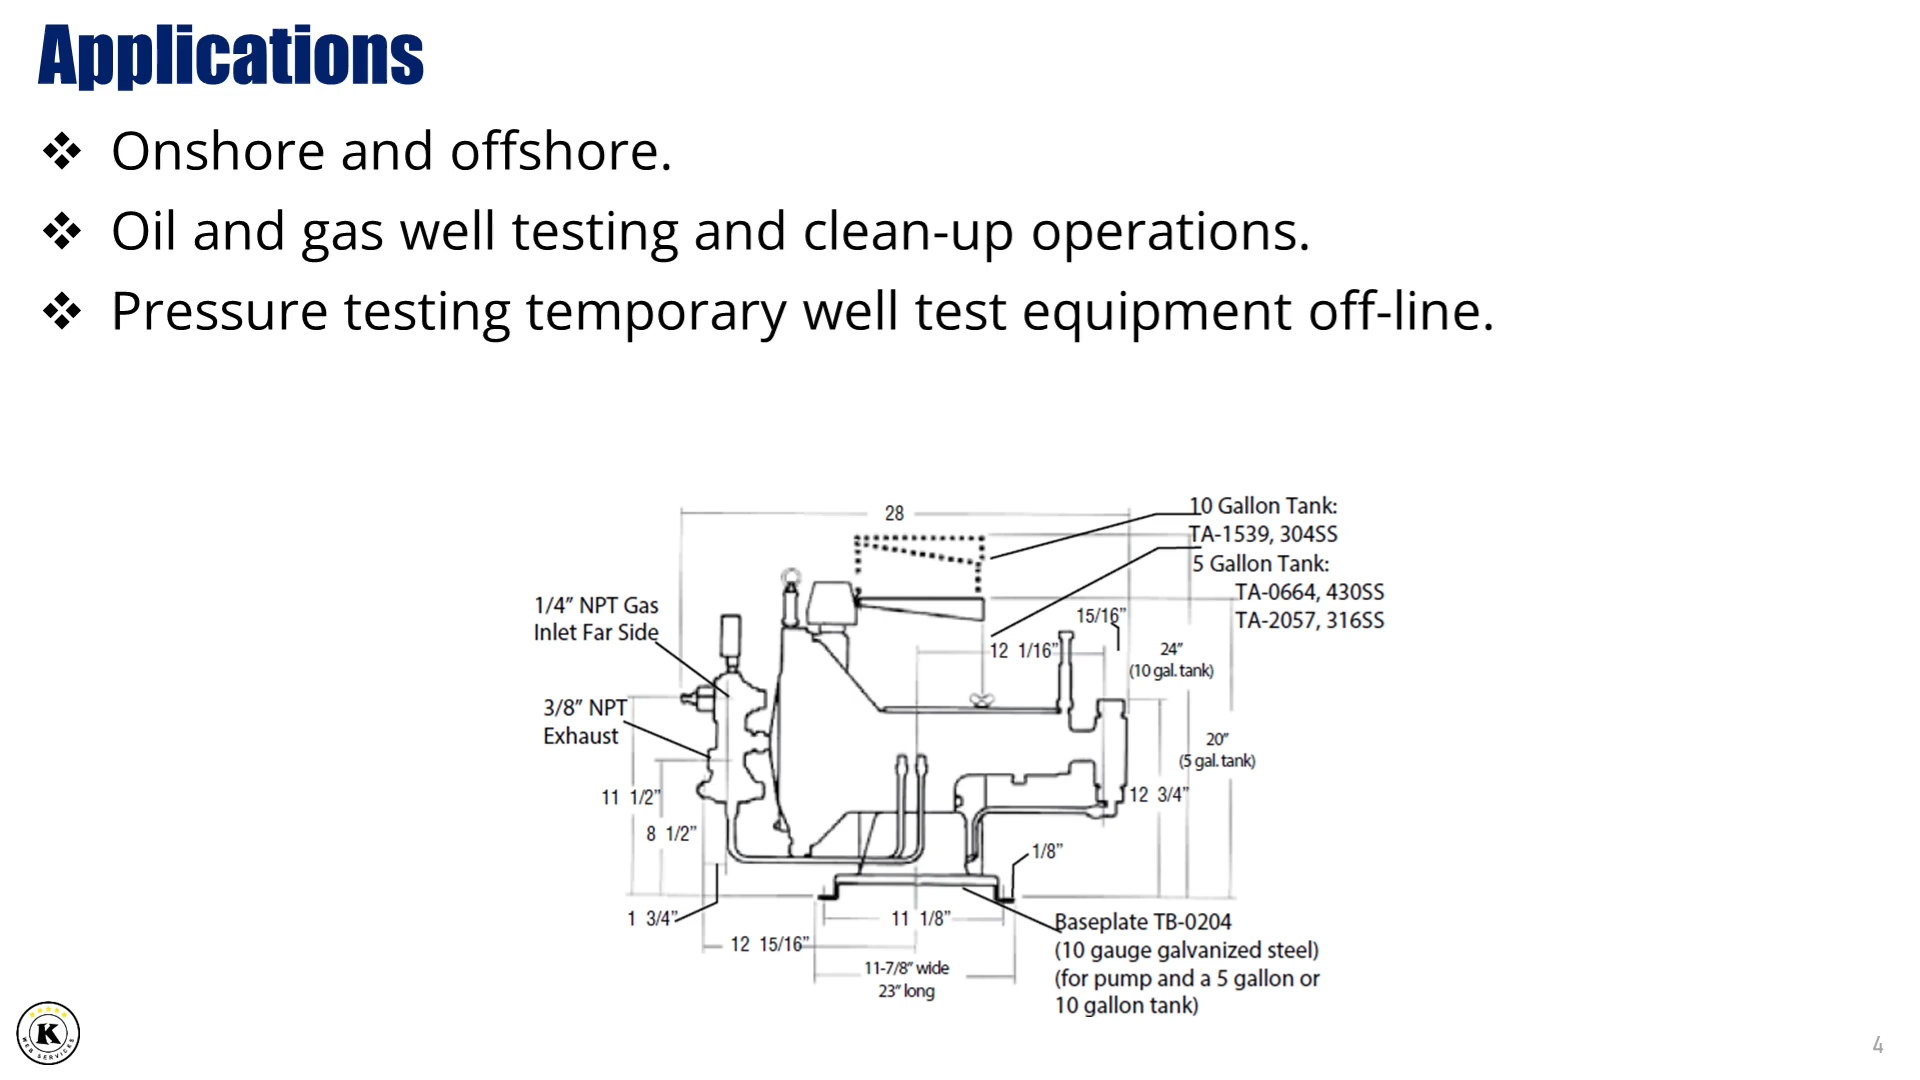 Applications
❖ Onshore and offshore.
❖ Oil and gas well testing and clean-up operations.
❖ Pressure testing temporary well test equipment off-line.
28
10 Gallon Tank:
TA-1539, 304SS
5 Gallon Tank:
TA-0664, 430SS
TA-2057, 316SS
1/4” NPT Gas
Inlet Far Side
15/16”
12 1/16”
24”
(10 gal. tank)
3/8” NPT
Exhaust
20”
(5 gal. tank)
11 1/2”
12 3/4”
8 1/2”
1/8”
1 3/4”
11 1/8”
12 15/16”
11-7/8” wide
23” long
Baseplate TB-0204
(10 gauge galvanized steel)
(for pump and a 5 gallon or
10 gallon tank)
K
WEB SERVICES
4